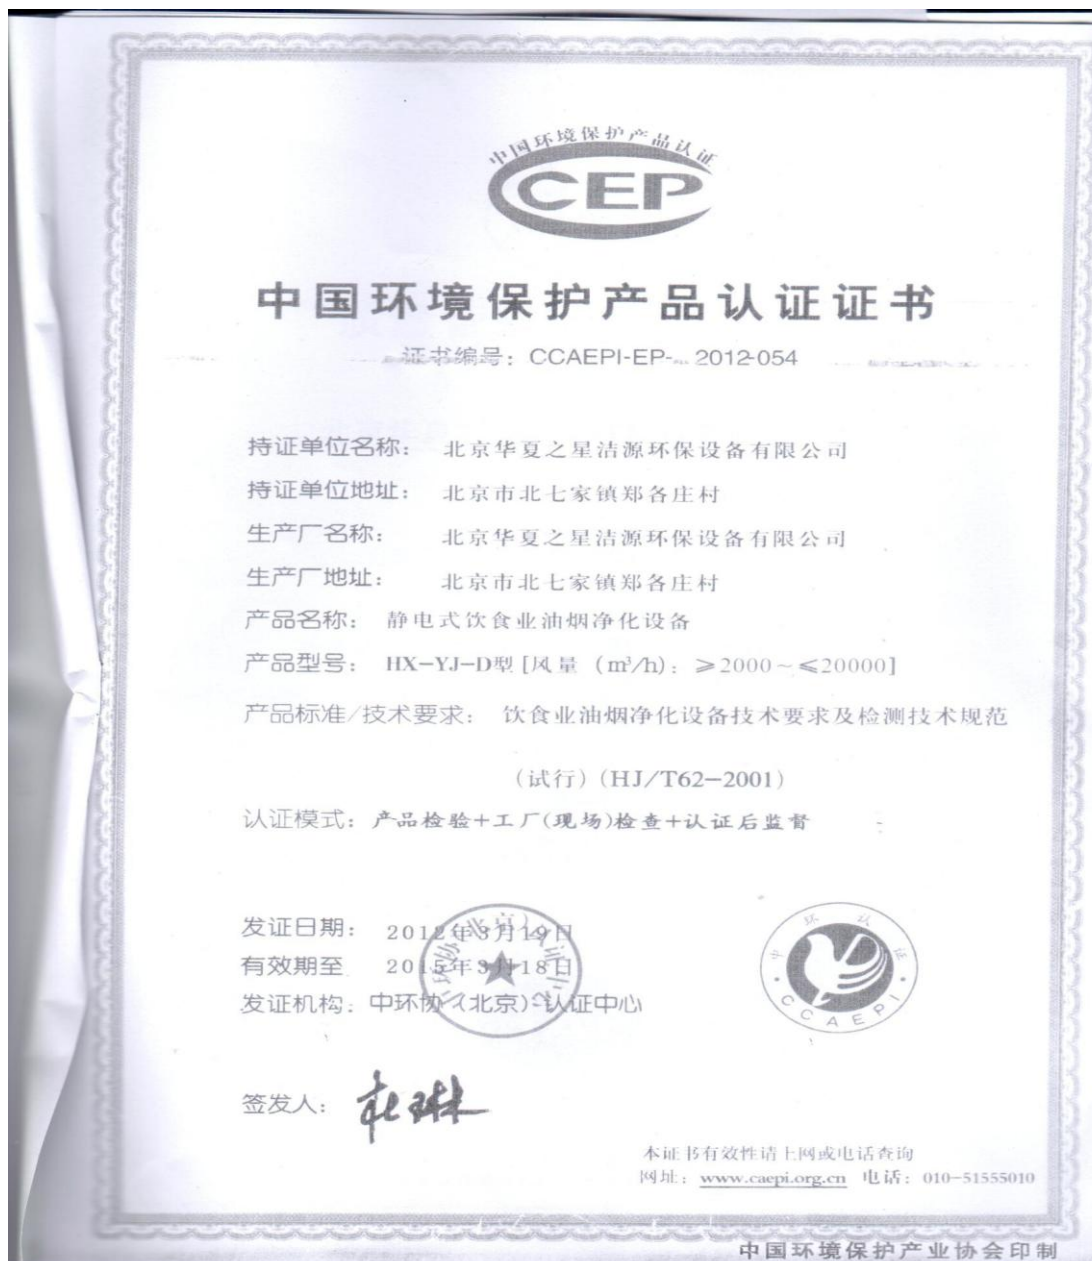 中国环境保护产品认证
CEP
中国环境保护产品认证证书
证书编号：CCAEPI-EP- 2012-054
持证单位名称： 北京华夏之星洁源环保设备有限公司
持证单位地址： 北京市北七家镇郑各庄村
生产厂名称： 北京华夏之星洁源环保设备有限公司
生产厂地址： 北京市北七家镇郑各庄村
产品名称： 静电式饮食业油烟净化设备
产品型号： HX-YJ-D型 [风量（m³/h）：≥2000～≤20000]
产品标准/技术要求： 饮食业油烟净化设备技术要求及检测技术规范
（试行）(HJ/T62-2001)
认证模式：产品检验+工厂(现场)检查+认证后监督
发证日期： 2012年3月19日
有效期至 2015年3月18日
发证机构：中环协（北京）认证中心
中环认证
CCAEPI
签发人：
本证书有效性请上网或电话查询
网址：www.caepi.org.cn 电话：010-51555010
中国环境保护产业协会印制